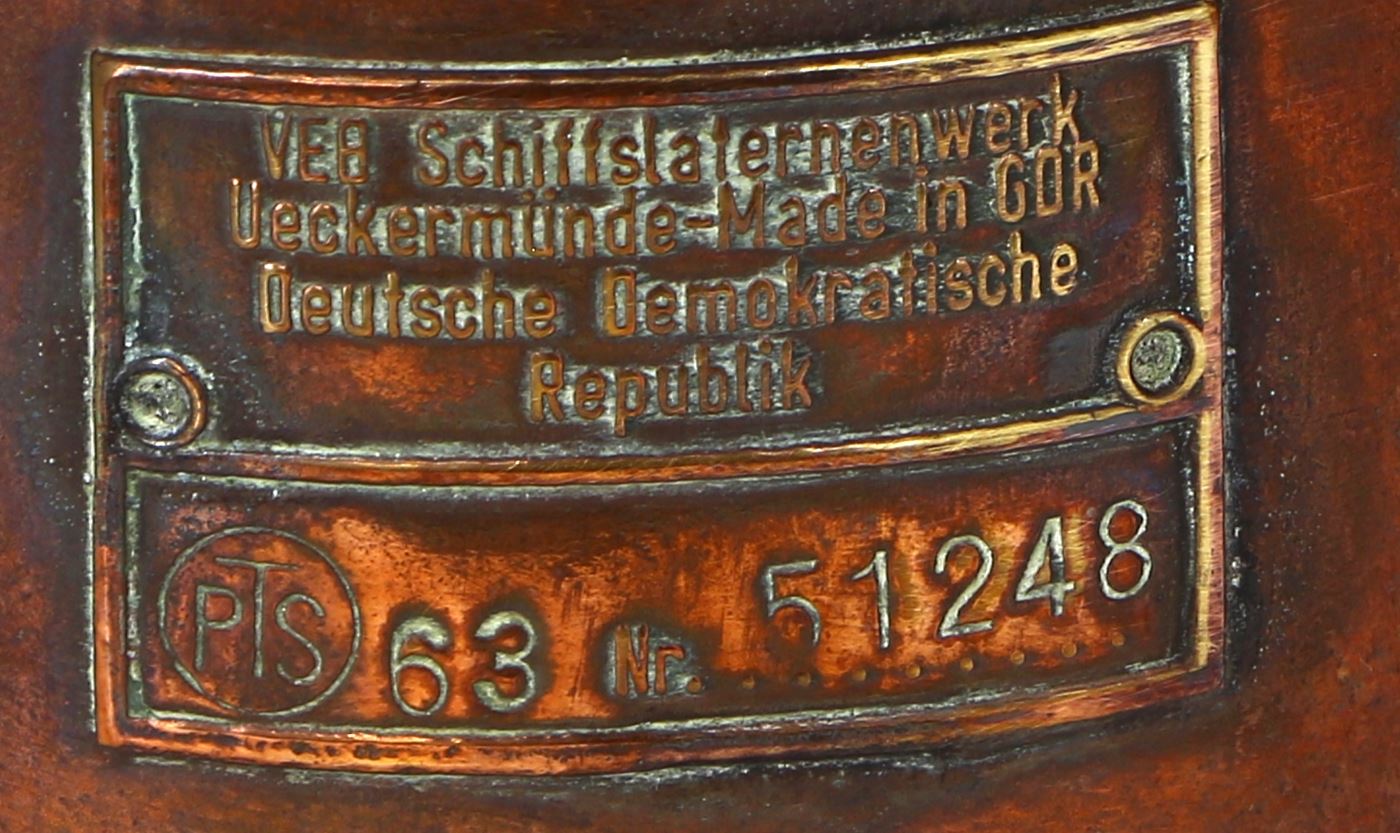 VEB Schiffslaternenwerk
Ueckermünde-Made in GDR
Deutsche Demokratische
Republik
PTS 63 Nr. 51248